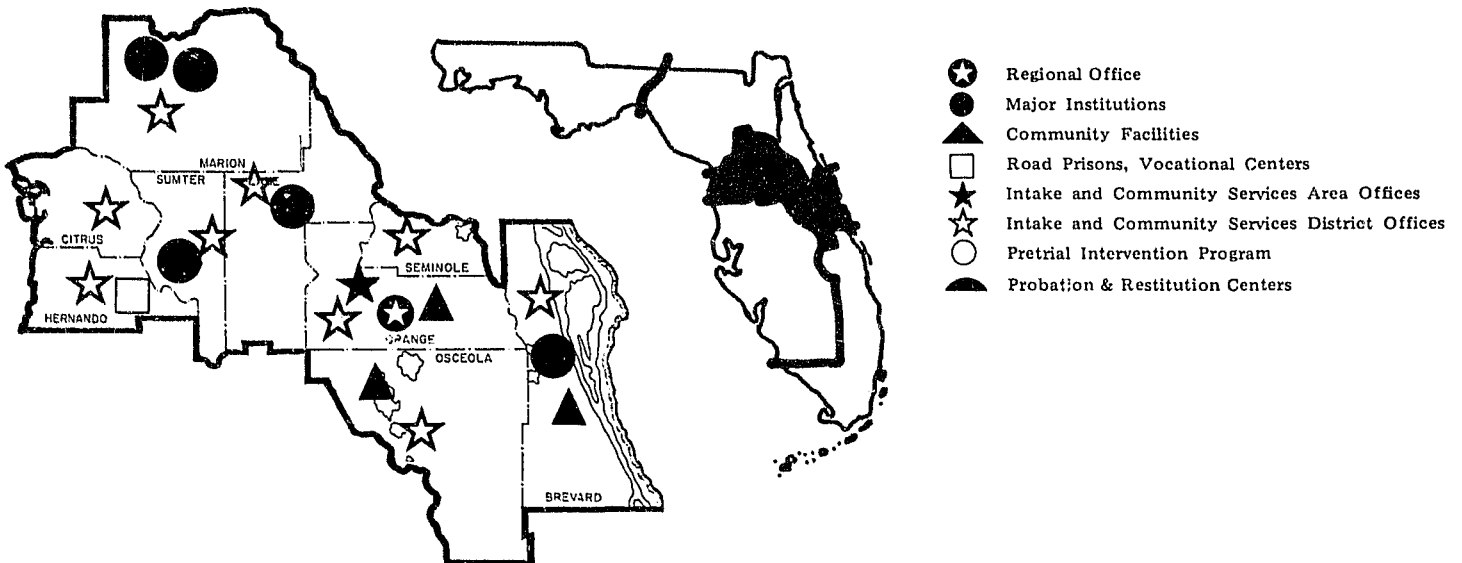 MARION
SUMTER
CITRUS
SEMINOLE
HERNANDO
ORANGE
OSCEOLA
BREVARD
Regional Office
Major Institutions
Community Facilities
Road Prisons, Vocational Centers
Intake and Community Services Area Offices
Intake and Community Services District Offices
Pretrial Intervention Program
Probation & Restitution Centers